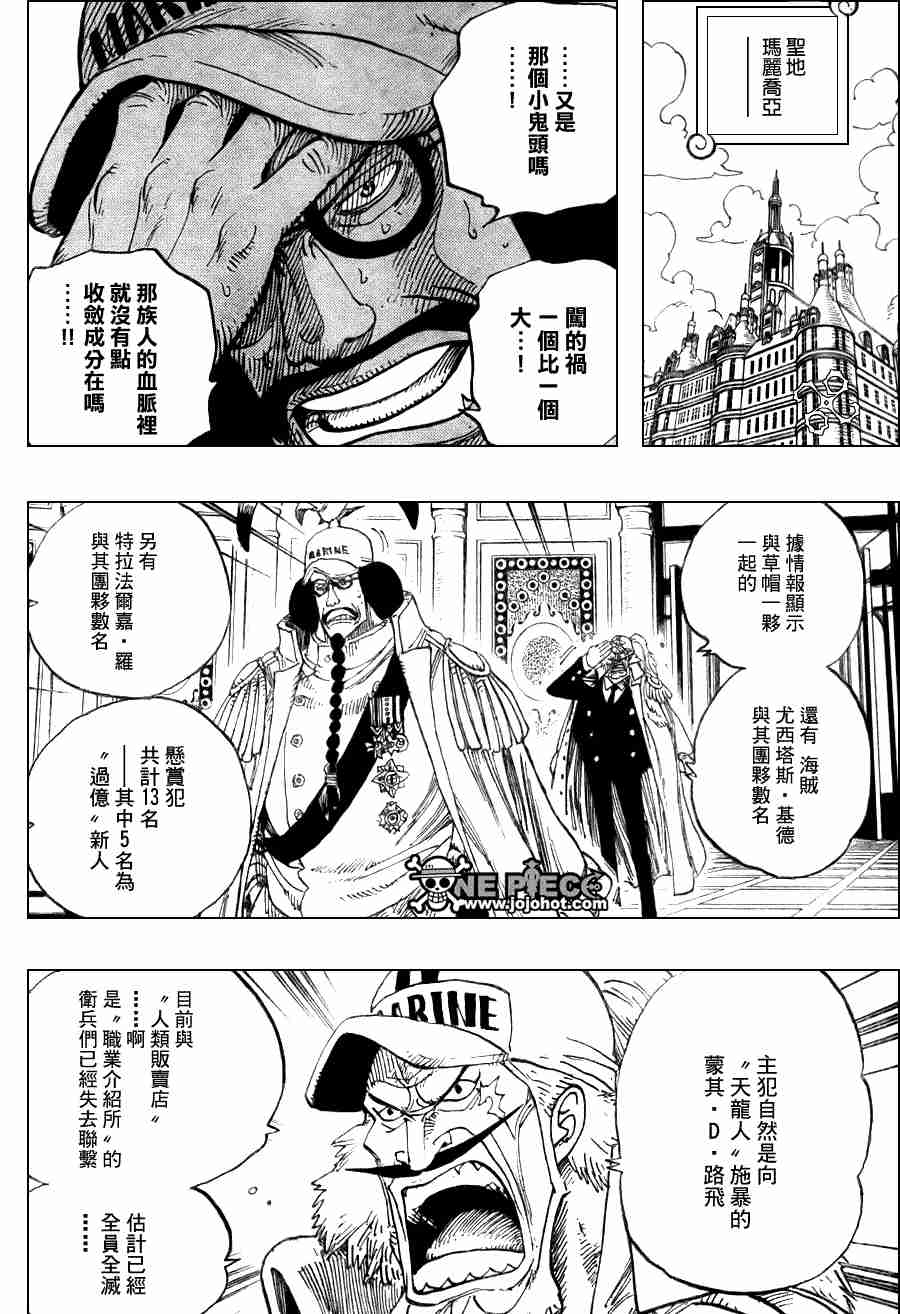 聖地
瑪麗喬亞
——
……又是
那個小鬼頭嗎
……！
闖的禍
一個比一個
大…！
那族人的血脈裡
就沒有點
收斂成分在嗎
……!!
MARINE
據情報顯示
與草帽一夥
一起的
還有 海賊
尤西塔斯·基德
與其團夥數名
另有
特拉法爾嘉·羅
與其團夥數名
懸賞犯
共計13名
——其中5名為
〝過億〞新人
MARINE
ONE PIECE
www.jojohot.com
主犯自然是向
〝天龍人〞施暴的
蒙其·D·路飛
MARINE
目前與
〝人類販賣店〞
……啊
是〝職業介紹所〞的
衛兵們已經失去聯繫
估計已經
全員全滅
……